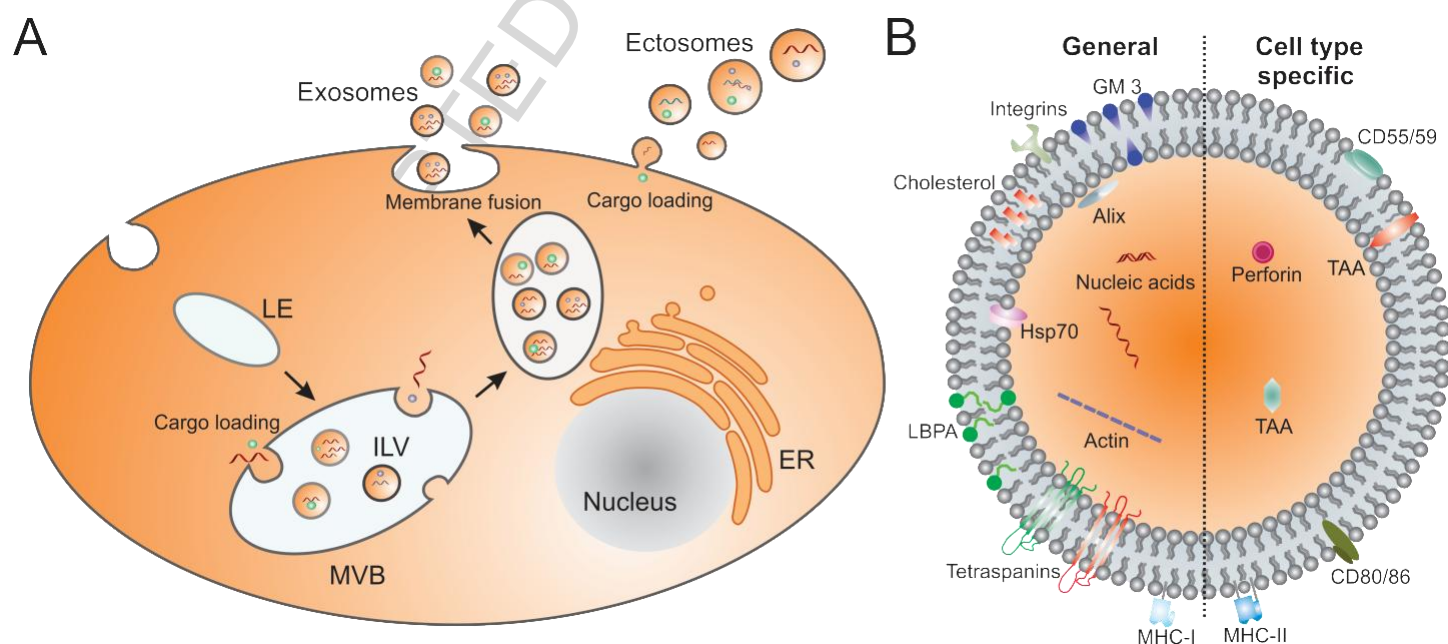 A
Exosomes
Ectosomes
Membrane fusion
Cargo loading
LE
Cargo loading
ILV
MVB
Nucleus
ER
B
General
Cell type
specific
Integrins
GM 3
CD55/59
Cholesterol
Alix
Nucleic acids
Perforin
TAA
Hsp70
LBPA
Actin
TAA
Tetraspanins
CD80/86
MHC-I
MHC-II
TED